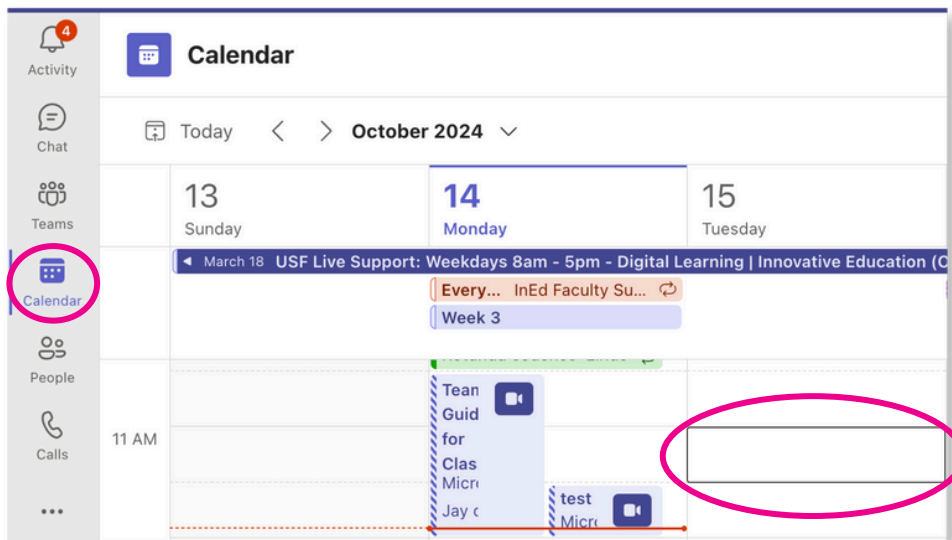 4
Activity
Chat
Teams
Calendar
People
Calls
Calendar
Today
October 2024
13
Sunday
14
Monday
15
Tuesday
March 18 USF Live Support: Weekdays 8am - 5pm - Digital Learning | Innovative Education (
Every... InEd Faculty Su...
Week 3
11 AM
Tean
Guid
for
Clas
Micr
Jay
test
Micr